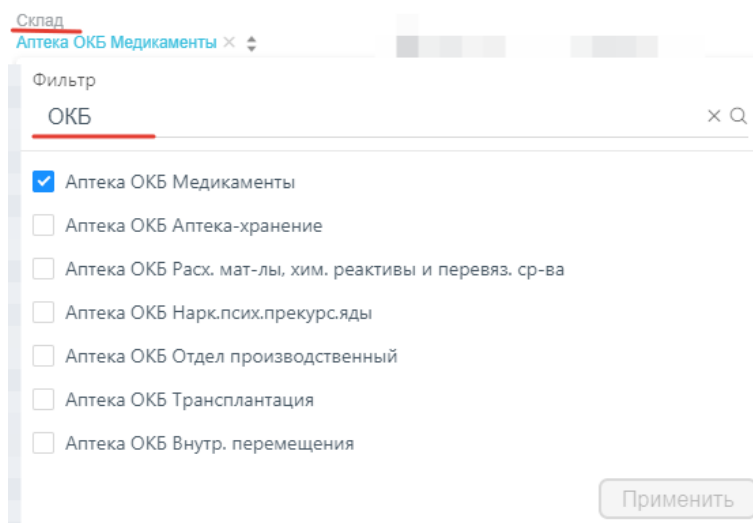 Склад
Аптека ОКБ Медикаменты
Фильтр
ОКБ
Аптека ОКБ Медикаменты
Аптека ОКБ Аптека-хранение
Аптека ОКБ Расх. мат-лы, хим. реактивы и перевяз. ср-ва
Аптека ОКБ Нарк.псих.прекурс.яды
Аптека ОКБ Отдел производственный
Аптека ОКБ Трансплантация
Аптека ОКБ Внутр. перемещения
Применить